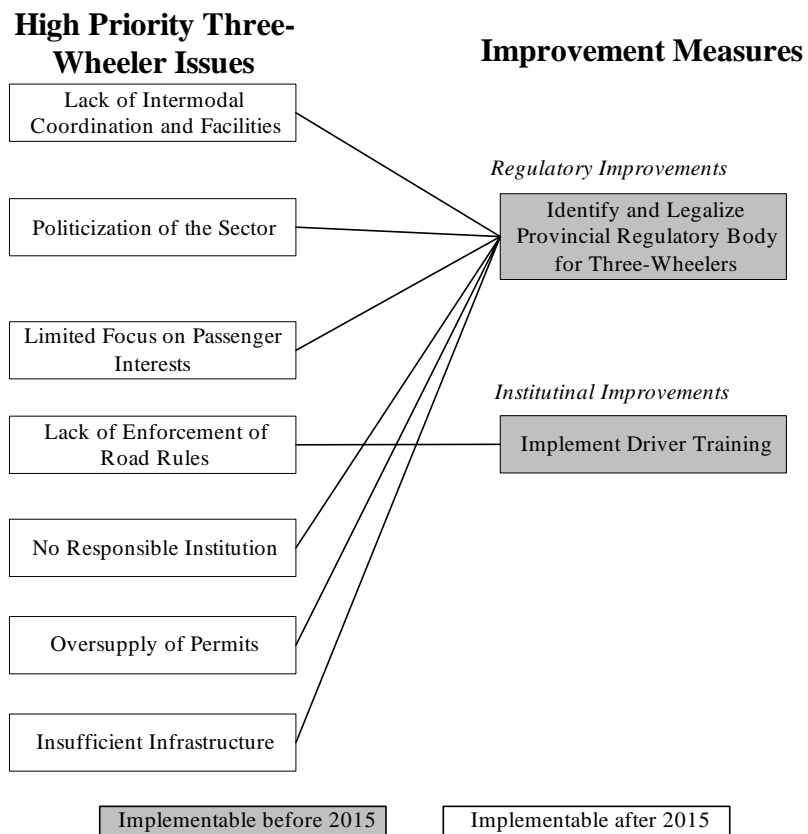 High Priority Three-
Wheeler Issues
Improvement Measures
Lack of Intermodal
Coordination and Facilities
Regulatory Improvements
Identify and Legalize
Provincial Regulatory Body
for Three-Wheelers
Politicization of the Sector
Limited Focus on Passenger
Interests
Institutinal Improvements
Lack of Enforcement of
Road Rules
Implement Driver Training
No Responsible Institution
Oversupply of Permits
Insufficient Infrastructure
Implementable before 2015
Implementable after 2015